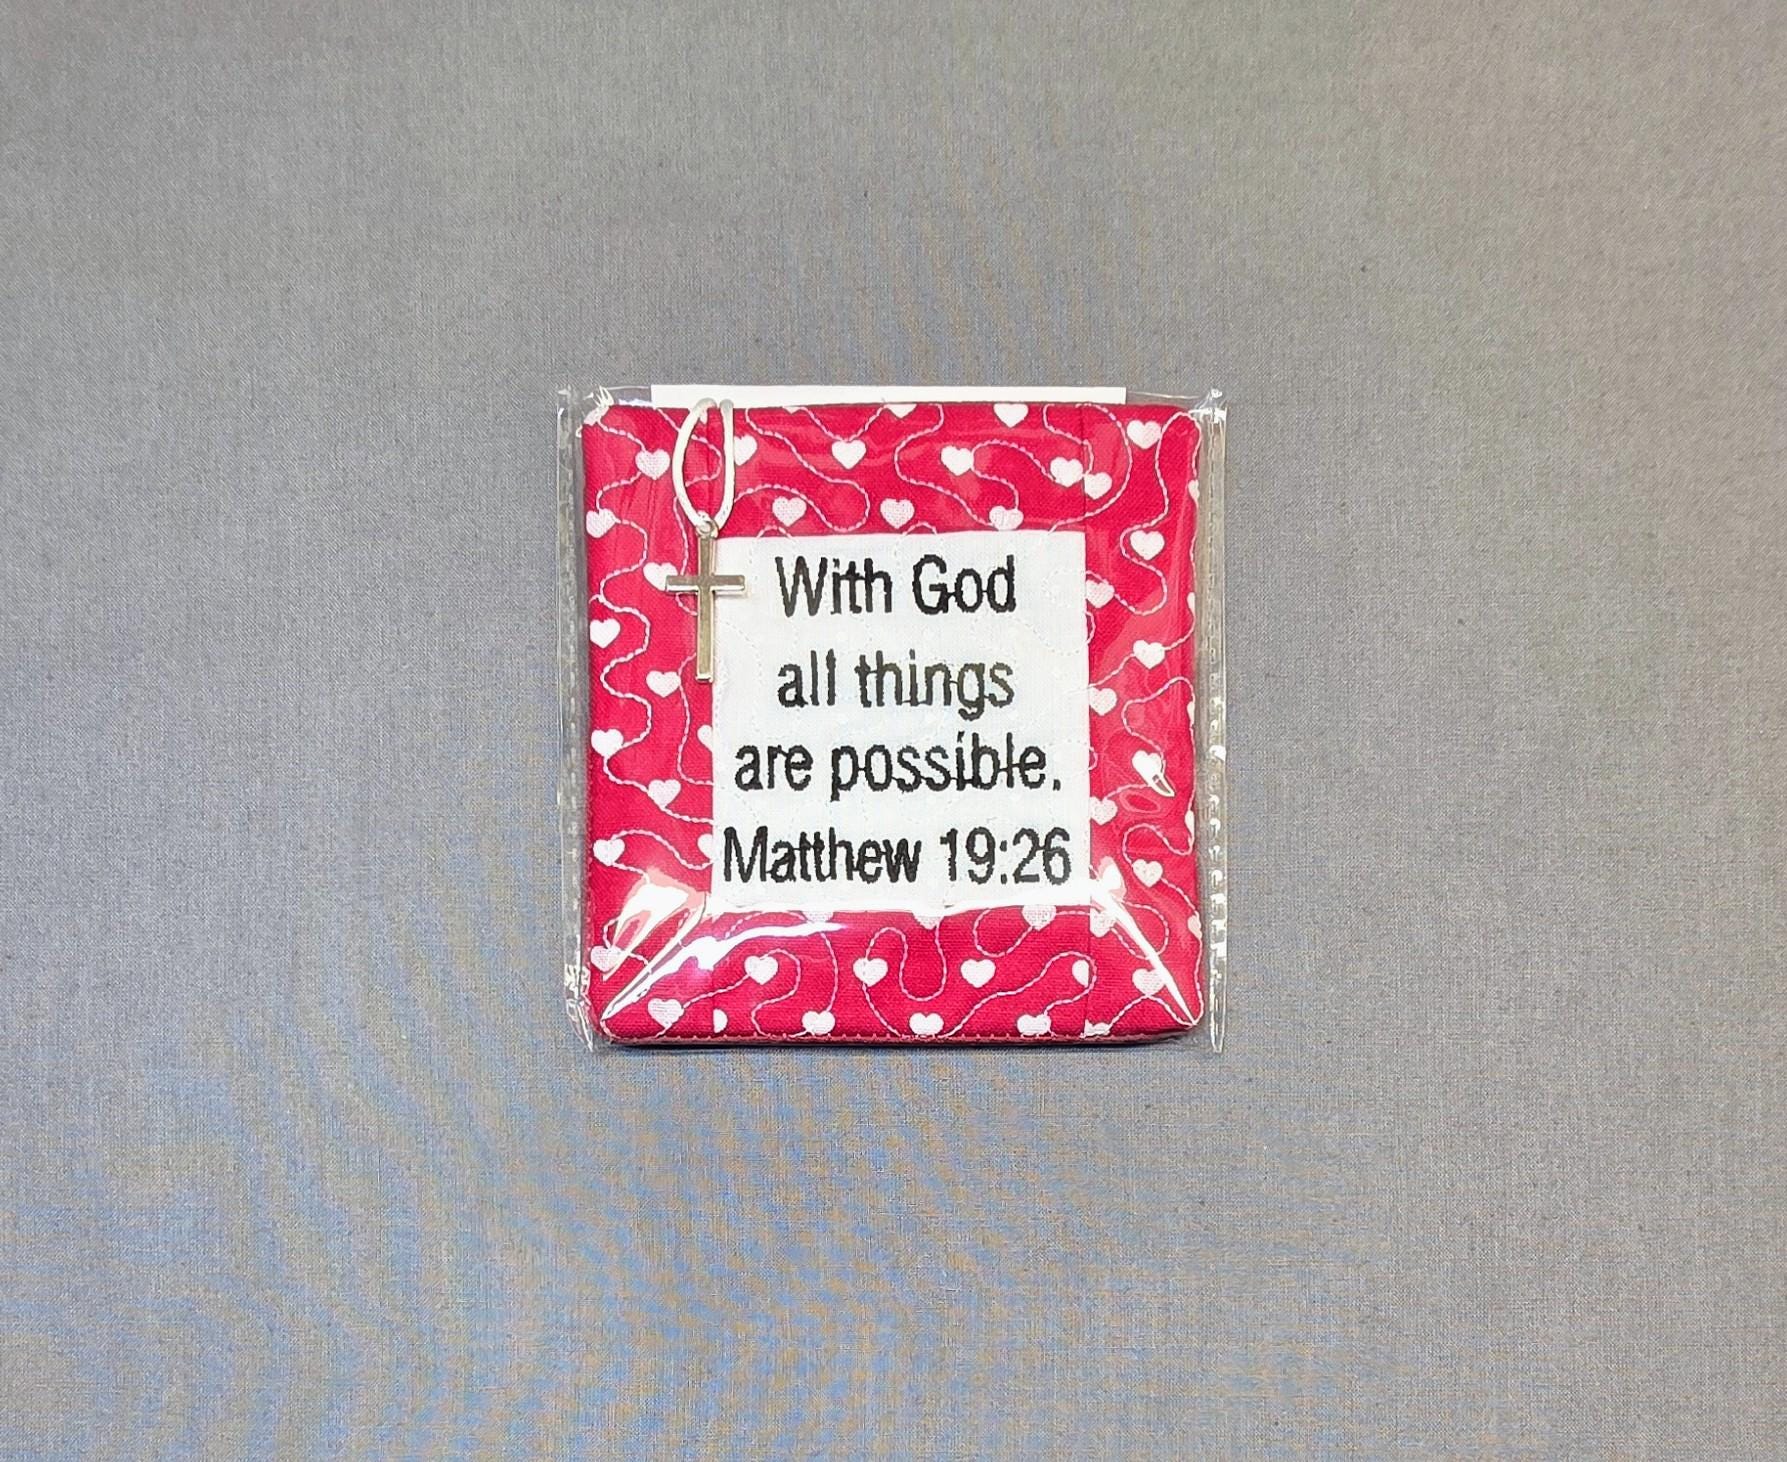 With God
all things
are possible.
Matthew 19:26